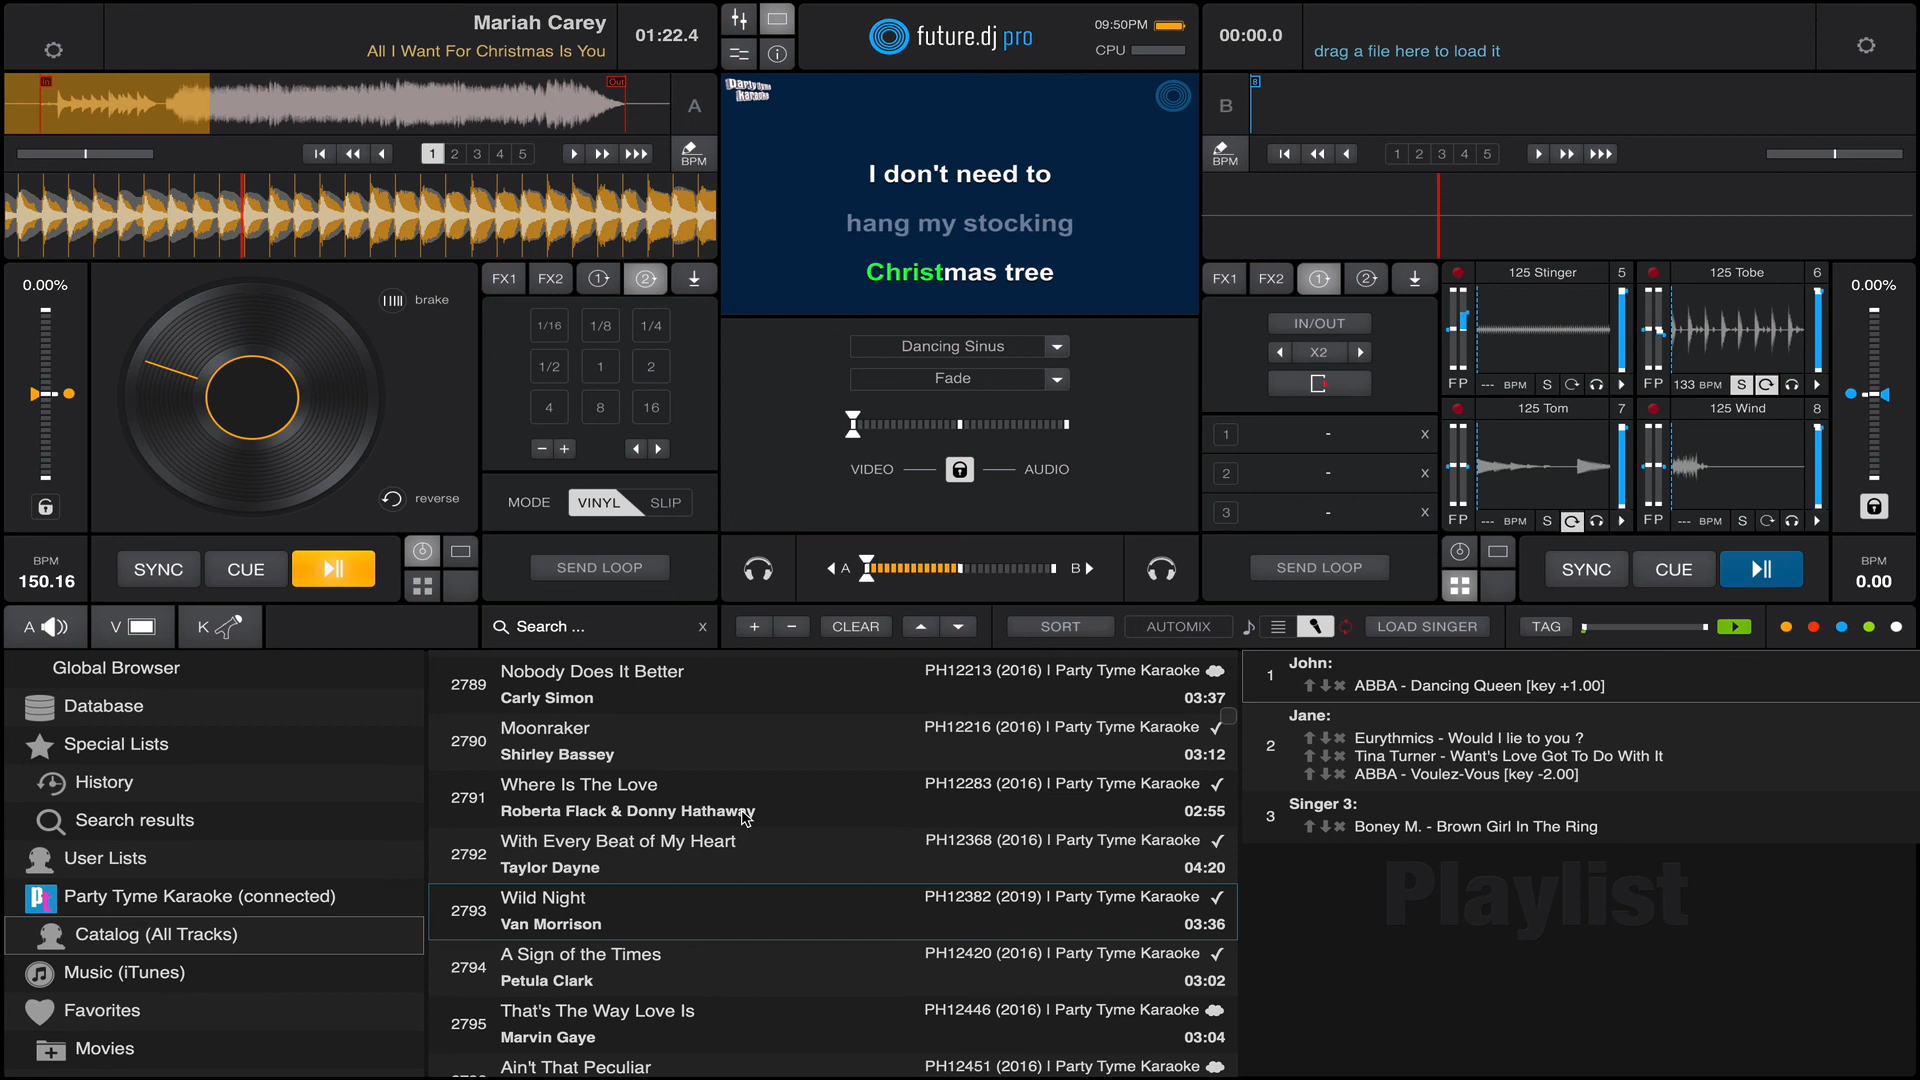 Mariah Carey
All I Want For Christmas Is You
01:22.4
future.dj pro
09:50PM
CPU
00:00.0
drag a file here to load it
In
Out
A
Party Tyme Karaoke
I don't need to
hang my stocking
Christmas tree
8
B
1 2 3 4 5
BPM
BPM
1 2 3 4 5
0.00%
brake
reverse
FX1 FX2 1 2
1/16 1/8 1/4
1/2 1 2
4 8 16
MODE VINYL SLIP
SEND LOOP
Dancing Sinus
Fade
VIDEO AUDIO
A B
FX1 FX2 1 2
IN/OUT
X2
1 - x
2 - x
3 - x
SEND LOOP
125 Stinger 5
FP --- BPM S
125 Tobe 6
FP 133 BPM S
125 Tom 7
FP --- BPM S
125 Wind 8
FP --- BPM S
0.00%
BPM
150.16
SYNC CUE
SYNC CUE
BPM
0.00
A V K
Search ... x
+ − CLEAR
SORT AUTOMIX
LOAD SINGER
TAG
Global Browser
Database
Special Lists
History
Search results
User Lists
Party Tyme Karaoke (connected)
Catalog (All Tracks)
Music (iTunes)
Favorites
Movies
2789 Nobody Does It Better PH12213 (2016) | Party Tyme Karaoke
Carly Simon 03:37
2790 Moonraker PH12216 (2016) | Party Tyme Karaoke
Shirley Bassey 03:12
2791 Where Is The Love PH12283 (2016) | Party Tyme Karaoke
Roberta Flack & Donny Hathaway 02:55
2792 With Every Beat of My Heart PH12368 (2016) | Party Tyme Karaoke
Taylor Dayne 04:20
2793 Wild Night PH12382 (2019) | Party Tyme Karaoke
Van Morrison 03:36
2794 A Sign of the Times PH12420 (2016) | Party Tyme Karaoke
Petula Clark 03:02
2795 That's The Way Love Is PH12446 (2016) | Party Tyme Karaoke
Marvin Gaye 03:04
Ain't That Peculiar PH12451 (2016) | Party Tyme Karaoke
1 John:
ABBA - Dancing Queen [key +1.00]
2 Jane:
Eurythmics - Would I lie to you ?
Tina Turner - Want's Love Got To Do With It
ABBA - Voulez-Vous [key -2.00]
3 Singer 3:
Boney M. - Brown Girl In The Ring
Playlist